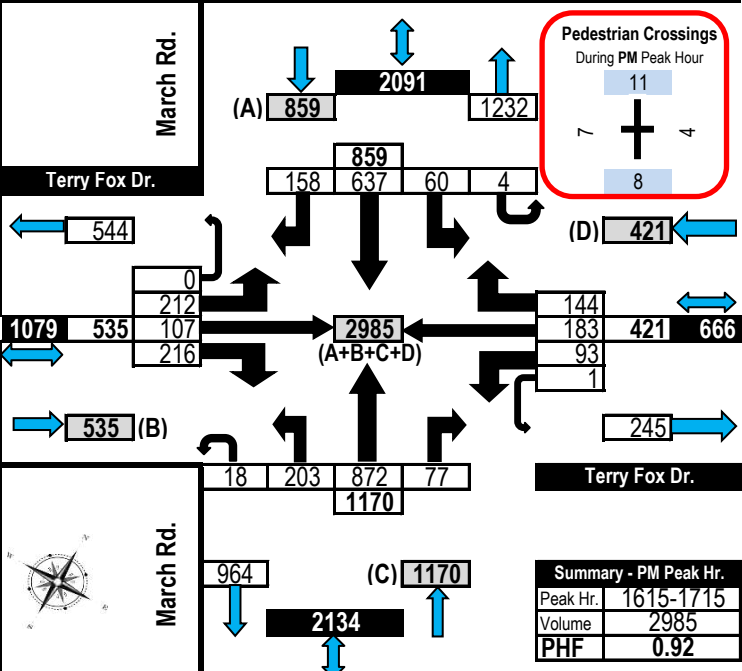 March Rd.
Terry Fox Dr.
2091
(A) 859
1232
Pedestrian Crossings
During PM Peak Hour
11
7
4
8
859
158 637 60 4
544
(D) 421
0
212
1079 535 107
216
2985
(A+B+C+D)
144
183 421 666
93
1
535 (B)
245
Terry Fox Dr.
18 203 872 77
1170
March Rd.
N
E
S
W
964
(C) 1170
2134
Summary - PM Peak Hr.
Peak Hr. 1615-1715
Volume 2985
PHF 0.92